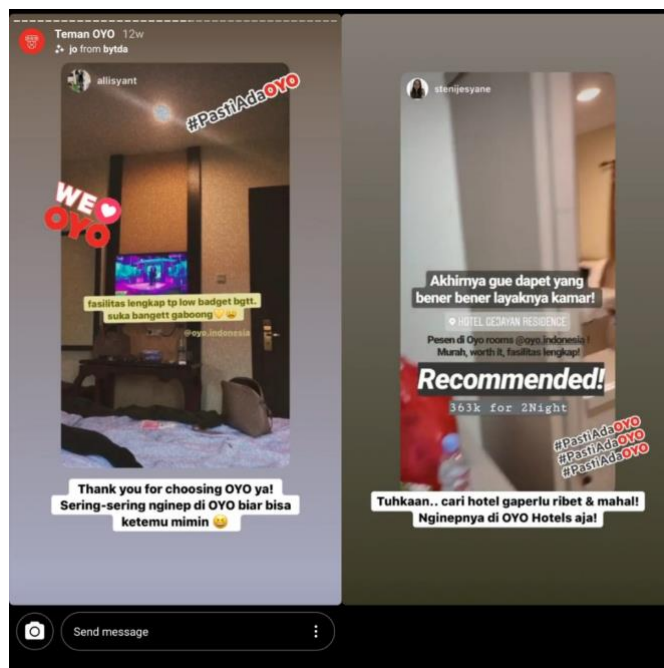 Teman OYO 12w
jo from bytda
allisyant
#PastiAdaOYO
WE
OYO
fasilitas lengkap tp low badget bgtt.
suka bangett gaboong
@oyo.indonesia
Thank you for choosing OYO ya!
Sering-sering nginep di OYO biar bisa
ketemu mimin
Send message
stenijesyane
Akhirnya gue dapet yang
bener bener layaknya kamar!
HOTEL GEJAYAN RESIDENCE
Pesen di Oyo rooms @oyo.indonesia !
Murah, worth it, fasilitas lengkap!
Recommended!
363k for 2Night
#PastiAdaOYO
#PastiAdaOYO
#PastiAdaOYO
Tuhkaan.. cari hotel gaperlu ribet & mahal!
Nginepnya di OYO Hotels aja!